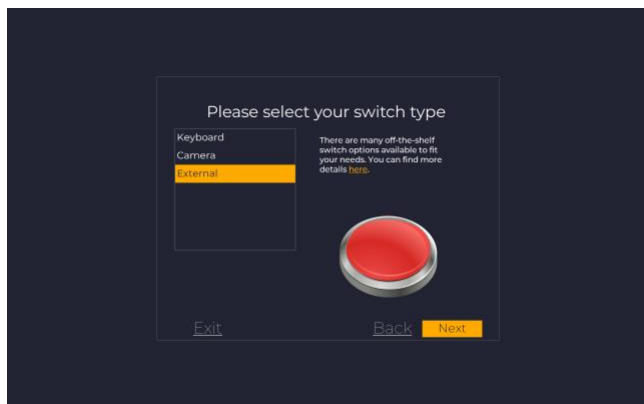 Please select your switch type
Keyboard
Camera
External
There are many off-the-shelf
switch options available to fit
your needs. You can find more
details here.
Exit
Back
Next